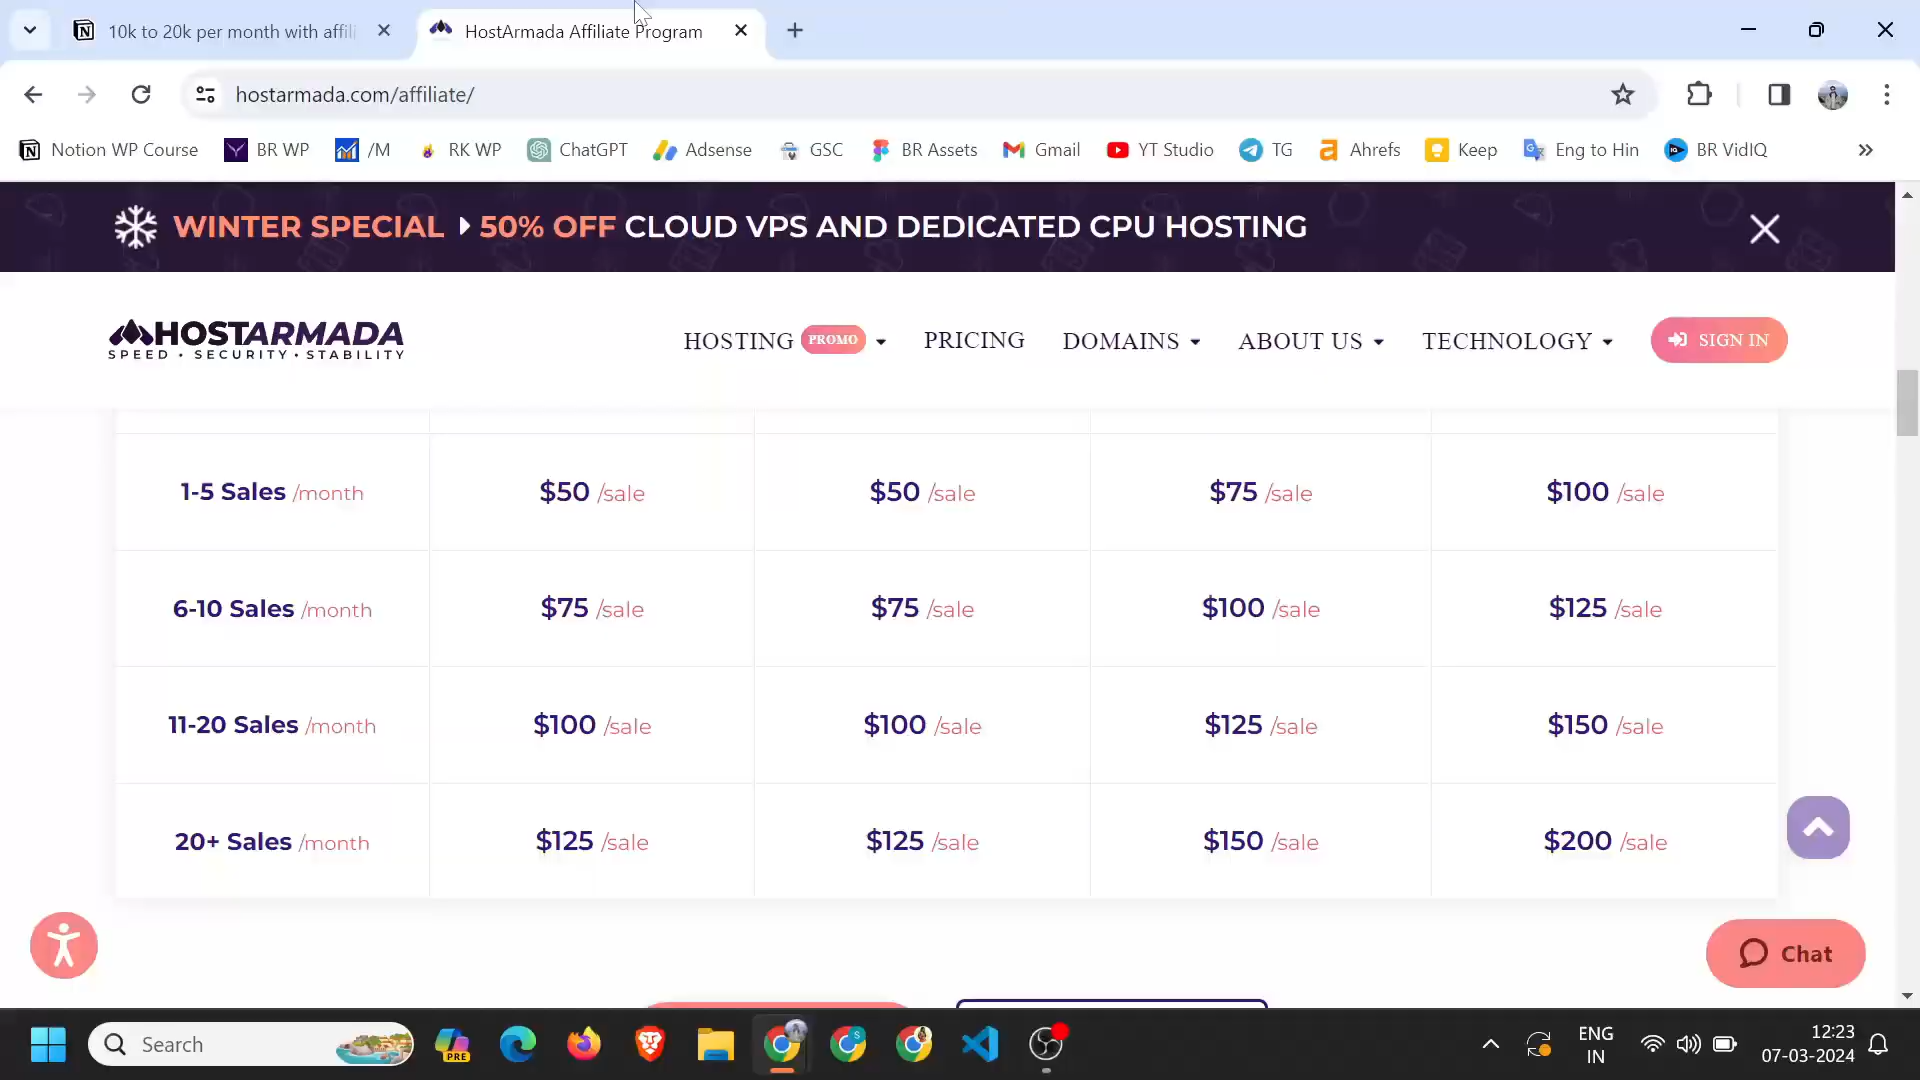 10k to 20k per month with affili
HostArmada Affiliate Program
hostarmada.com/affiliate/
Notion WP Course BR WP /M RK WP ChatGPT Adsense GSC BR Assets Gmail YT Studio TG Ahrefs Keep Eng to Hin BR VidIQ
WINTER SPECIAL 50% OFF CLOUD VPS AND DEDICATED CPU HOSTING
HOSTARMADA
SPEED · SECURITY · STABILITY
HOSTING PROMO PRICING DOMAINS ABOUT US TECHNOLOGY SIGN IN
1-5 Sales /month $50 /sale $50 /sale $75 /sale $100 /sale
6-10 Sales /month $75 /sale $75 /sale $100 /sale $125 /sale
11-20 Sales /month $100 /sale $100 /sale $125 /sale $150 /sale
20+ Sales /month $125 /sale $125 /sale $150 /sale $200 /sale
Chat
Search
PRE
ENG
IN
12:23
07-03-2024